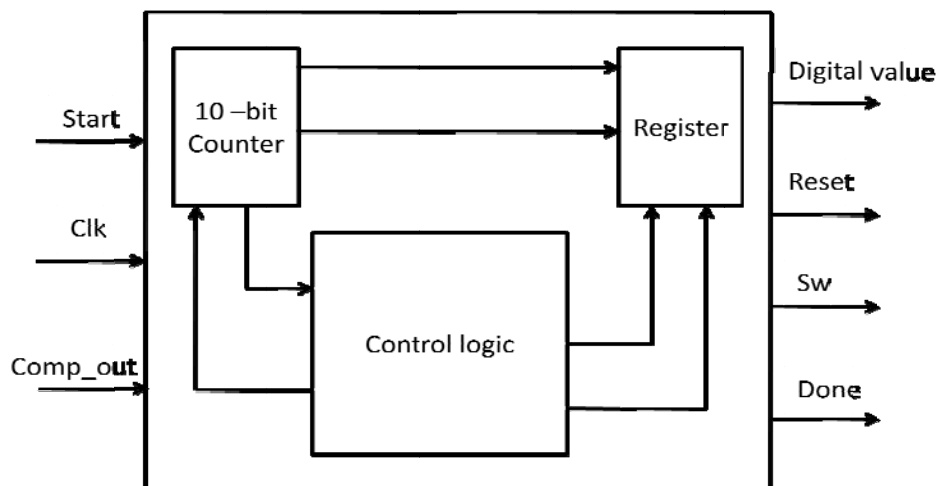 Start
Clk
Comp_out
10 –bit
Counter
Register
Control logic
Digital value
Reset
Sw
Done